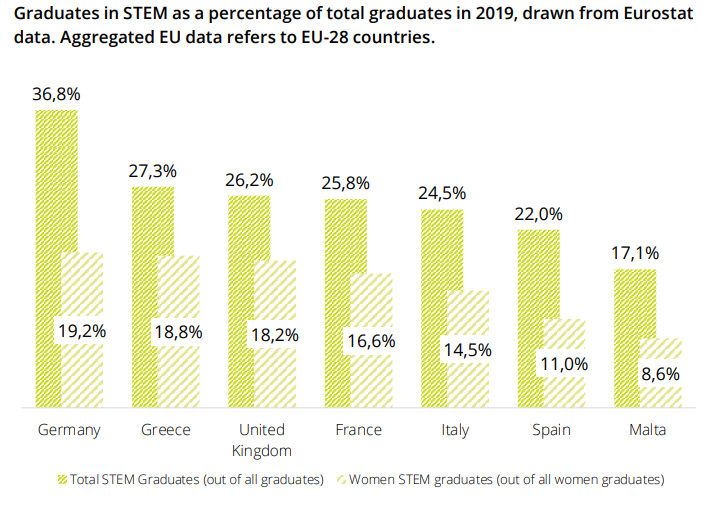 Graduates in STEM as a percentage of total graduates in 2019, drawn from Eurostat
data. Aggregated EU data refers to EU-28 countries.
36,8%
27,3%
26,2%
25,8%
24,5%
22,0%
17,1%
19,2%
18,8%
18,2%
16,6%
14,5%
11,0%
8,6%
Germany
Greece
United
Kingdom
France
Italy
Spain
Malta
Total STEM Graduates (out of all graduates)
Women STEM graduates (out of all women graduates)